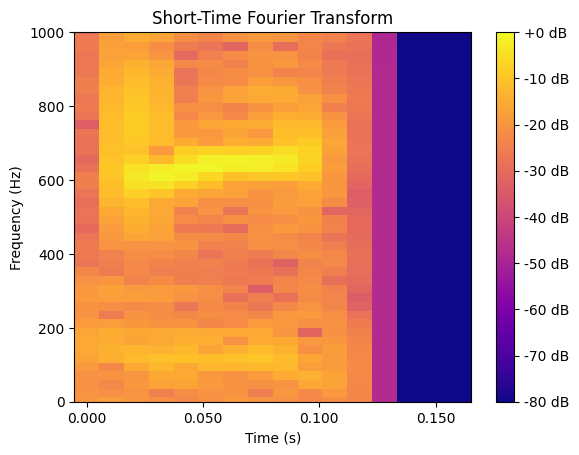 Short-Time Fourier Transform
1000
800
600
400
200
0
Frequency (Hz)
0.000
0.050
0.100
0.150
Time (s)
+0 dB
-10 dB
-20 dB
-30 dB
+0 dB
-50 dB
-60 dB
-70 dB
-80 dB